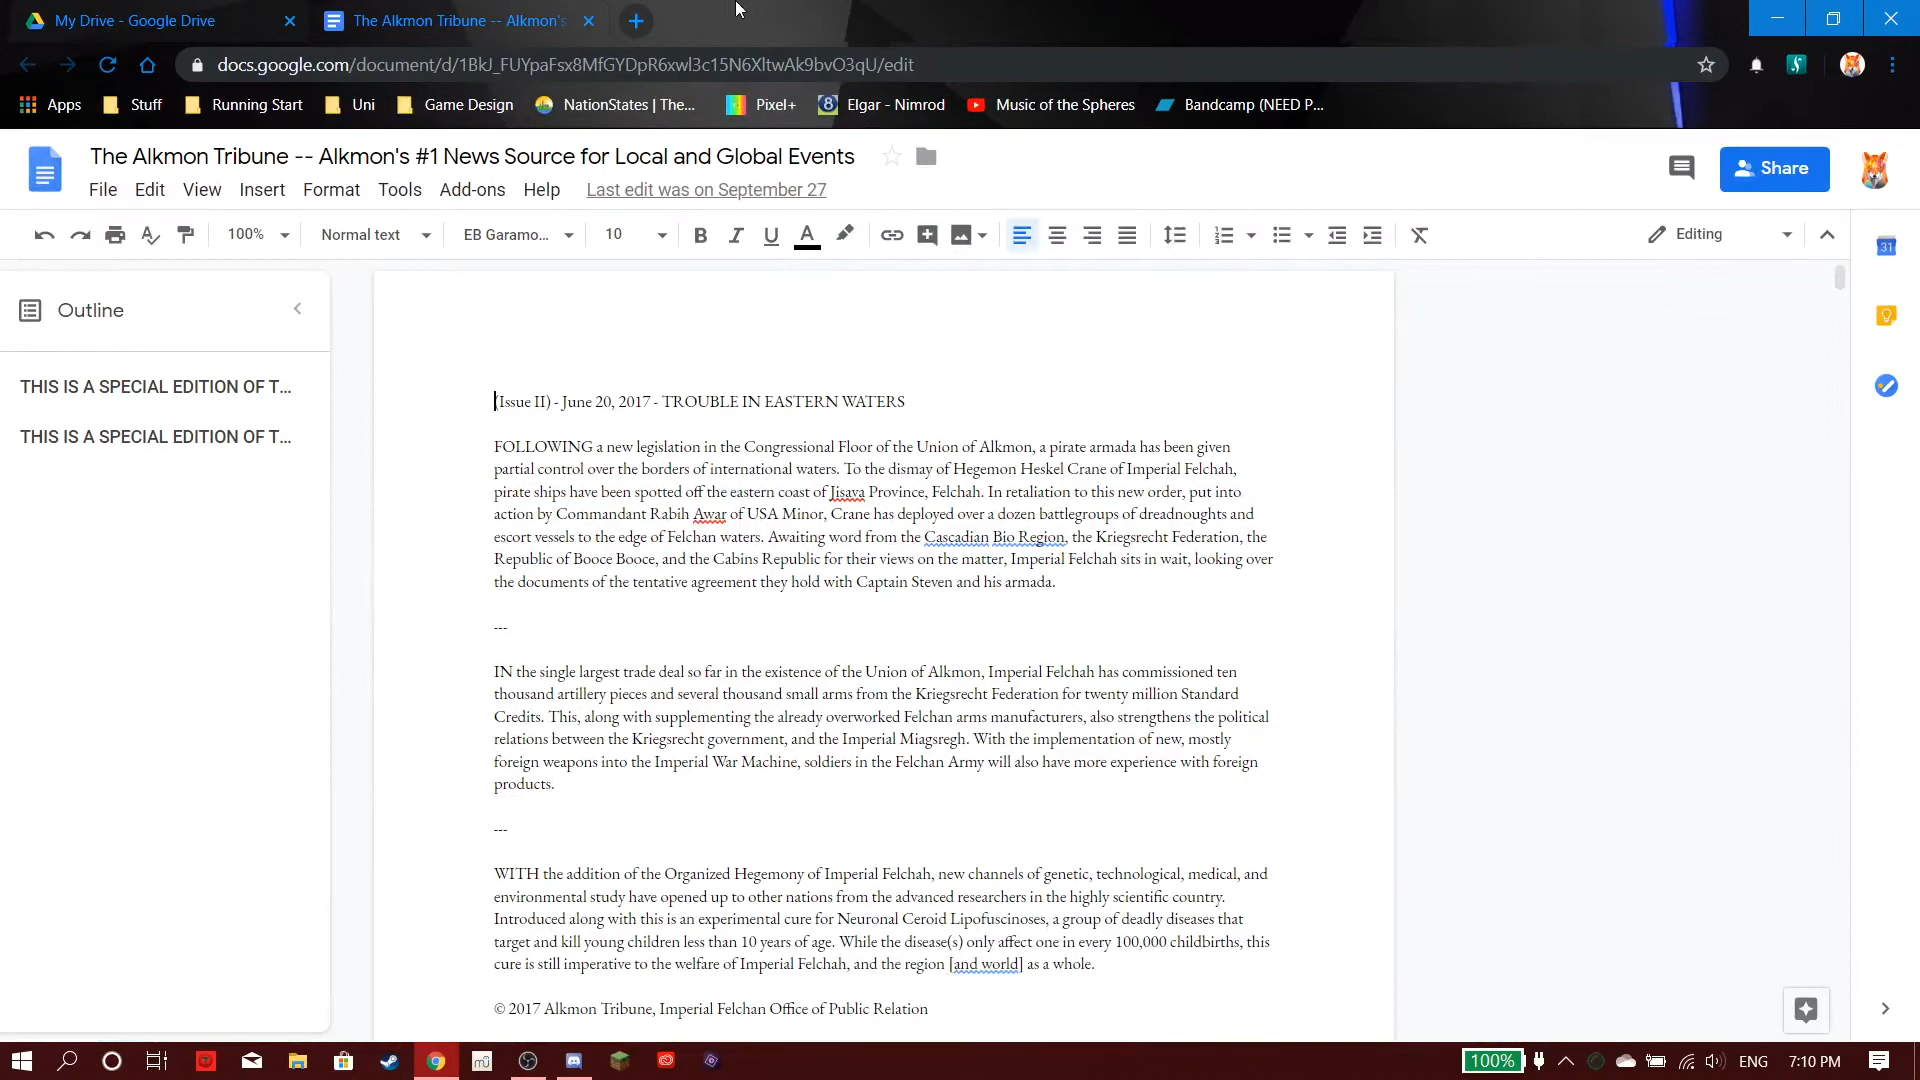 My Drive - Google Drive
The Alkmon Tribune -- Alkmon's
docs.google.com/document/d/1BkJ_FUYpaFsx8MfGYDpR6xwl3c15N6XltwAk9bvO3qU/edit
Apps Stuff Running Start Uni Game Design NationStates | The... Pixel+ Elgar - Nimrod Music of the Spheres Bandcamp (NEED P...
The Alkmon Tribune -- Alkmon's #1 News Source for Local and Global Events
Share
File Edit View Insert Format Tools Add-ons Help Last edit was on September 27
100% Normal text EB Garamo... 10 B I U A Editing
31
Outline
THIS IS A SPECIAL EDITION OF T...
THIS IS A SPECIAL EDITION OF T...
(Issue II) - June 20, 2017 - TROUBLE IN EASTERN WATERS
FOLLOWING a new legislation in the Congressional Floor of the Union of Alkmon, a pirate armada has been given
partial control over the borders of international waters. To the dismay of Hegemon Heskel Crane of Imperial Felchah,
pirate ships have been spotted off the eastern coast of Jisava Province, Felchah. In retaliation to this new order, put into
action by Commandant Rabih Awar of USA Minor, Crane has deployed over a dozen battlegroups of dreadnoughts and
escort vessels to the edge of Felchan waters. Awaiting word from the Cascadian Bio Region, the Kriegsrecht Federation, the
Republic of Booce Booce, and the Cabins Republic for their views on the matter, Imperial Felchah sits in wait, looking over
the documents of the tentative agreement they hold with Captain Steven and his armada.
---
IN the single largest trade deal so far in the existence of the Union of Alkmon, Imperial Felchah has commissioned ten
thousand artillery pieces and several thousand small arms from the Kriegsrecht Federation for twenty million Standard
Credits. This, along with supplementing the already overworked Felchan arms manufacturers, also strengthens the political
relations between the Kriegsrecht government, and the Imperial Miagsregh. With the implementation of new, mostly
foreign weapons into the Imperial War Machine, soldiers in the Felchan Army will also have more experience with foreign
products.
---
WITH the addition of the Organized Hegemony of Imperial Felchah, new channels of genetic, technological, medical, and
environmental study have opened up to other nations from the advanced researchers in the highly scientific country.
Introduced along with this is an experimental cure for Neuronal Ceroid Lipofuscinoses, a group of deadly diseases that
target and kill young children less than 10 years of age. While the disease(s) only affect one in every 100,000 childbirths, this
cure is still imperative to the welfare of Imperial Felchah, and the region [and world] as a whole.
© 2017 Alkmon Tribune, Imperial Felchan Office of Public Relation
100% ENG 7:10 PM